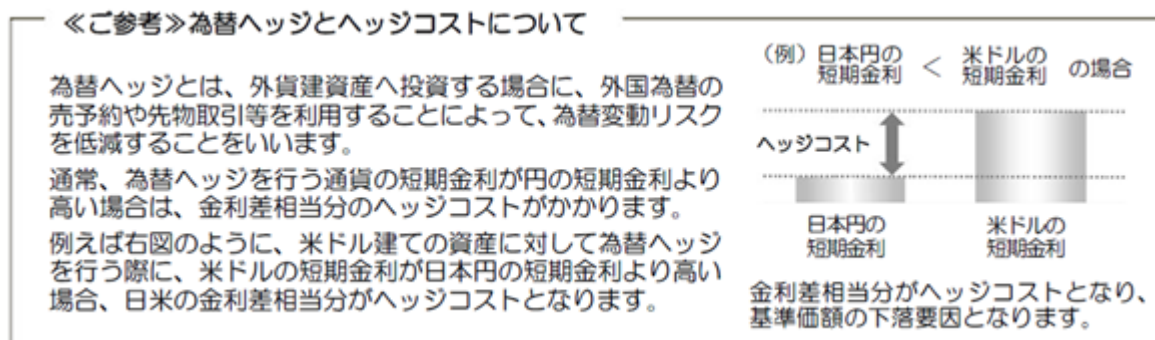 ≪ご参考≫為替ヘッジとヘッジコストについて
為替ヘッジとは、外貨建資産へ投資する場合に、外国為替の
売予約や先物取引等を利用することによって、為替変動リスク
を低減することをいいます。
通常、為替ヘッジを行う通貨の短期金利が円の短期金利より
高い場合は、金利差相当分のヘッジコストがかかります。
例えば右図のように、米ドル建ての資産に対して為替ヘッジ
を行う際に、米ドルの短期金利が日本円の短期金利より高い
場合、日米の金利差相当分がヘッジコストとなります。
(例) 日本円の短期金利 < 米ドルの短期金利 の場合
ヘッジコスト
日本円の
短期金利
米ドルの
短期金利
金利差相当分がヘッジコストとなり、
基準価額の下落要因となります。